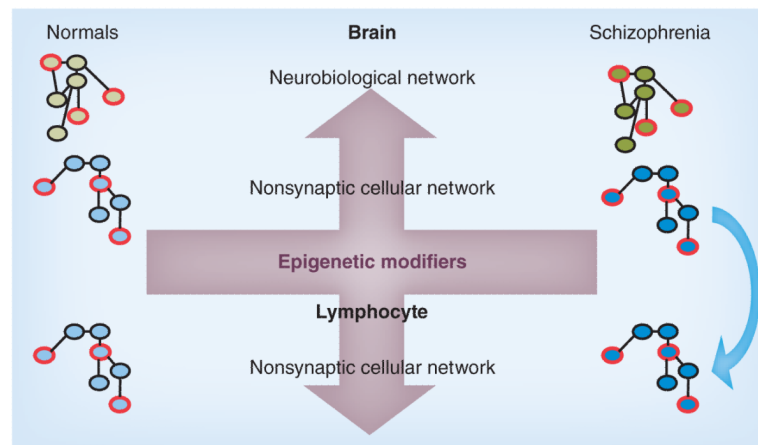 Normals
Brain
Schizophrenia
Neurobiological network
Nonsynaptic cellular network
Epigenetic modifiers
Lymphocyte
Nonsynaptic cellular network